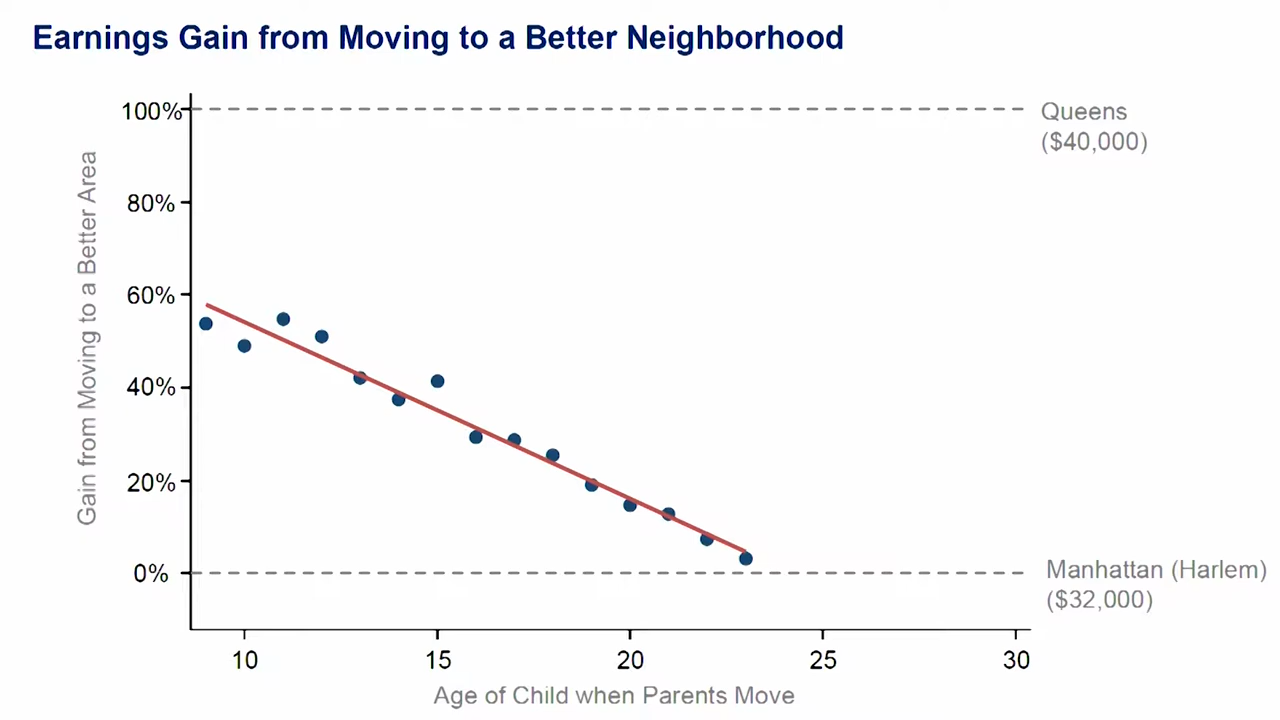 Earnings Gain from Moving to a Better Neighborhood
Gain from Moving to a Better Area
100%
80%
60%
40%
20%
0%
Queens
($40,000)
Manhattan (Harlem)
($32,000)
10
15
20
25
30
Age of Child when Parents Move